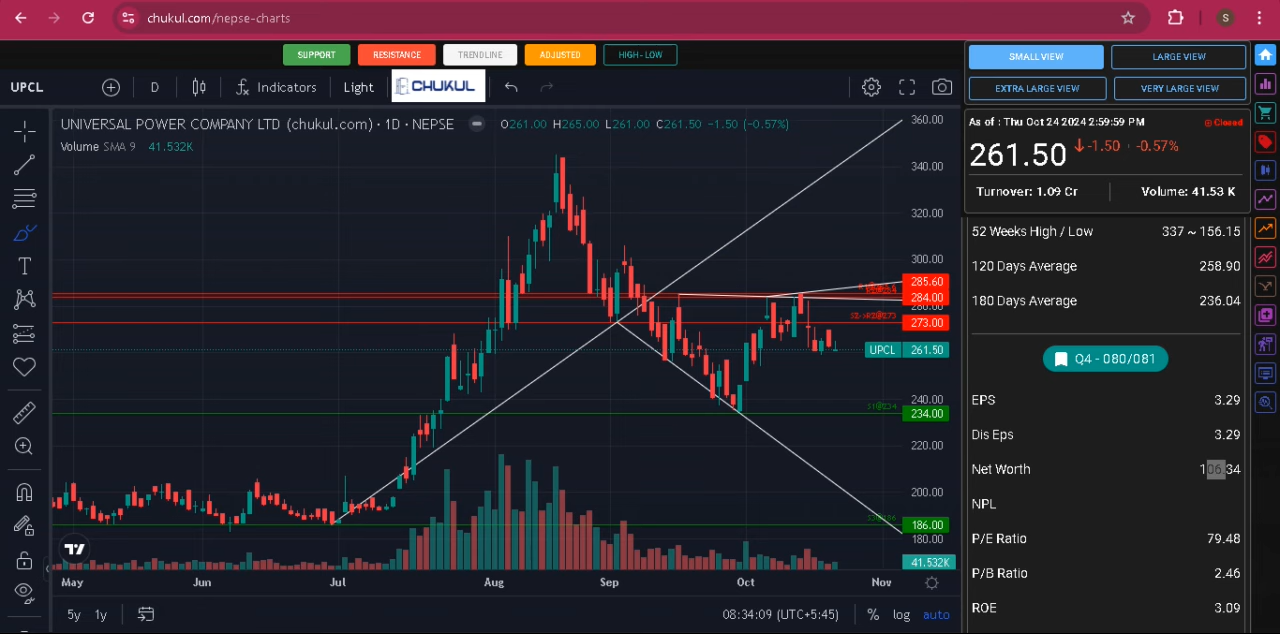 chukul.com/nepse-charts
S
SUPPORT RESISTANCE TRENDLINE ADJUSTED HIGH-LOW
SMALL VIEW LARGE VIEW
EXTRA LARGE VIEW VERY LARGE VIEW
UPCL D Indicators Light CHUKUL
UNIVERSAL POWER COMPANY LTD (chukul.com) · 1D · NEPSE O261.00 H265.00 L261.00 C261.50 -1.50 (-0.57%)
Volume SMA 9 41.532K
360.00
340.00
320.00
300.00
285.60
284.00
280.00
273.00
UPCL 261.50
240.00
S1@234
234.00
220.00
200.00
186.00
180.00
41.532K
May Jun Jul Aug Sep Oct Nov
5y 1y 08:34:09 (UTC+5:45) % log auto
As of : Thu Oct 24 2024 2:59:59 PM Closed
261.50 -1.50 -0.57%
Turnover: 1.09 Cr Volume: 41.53 K
52 Weeks High / Low 337 ~ 156.15
120 Days Average 258.90
180 Days Average 236.04
Q4 - 080/081
EPS 3.29
Dis Eps 3.29
Net Worth 106.34
NPL
P/E Ratio 79.48
P/B Ratio 2.46
ROE 3.09